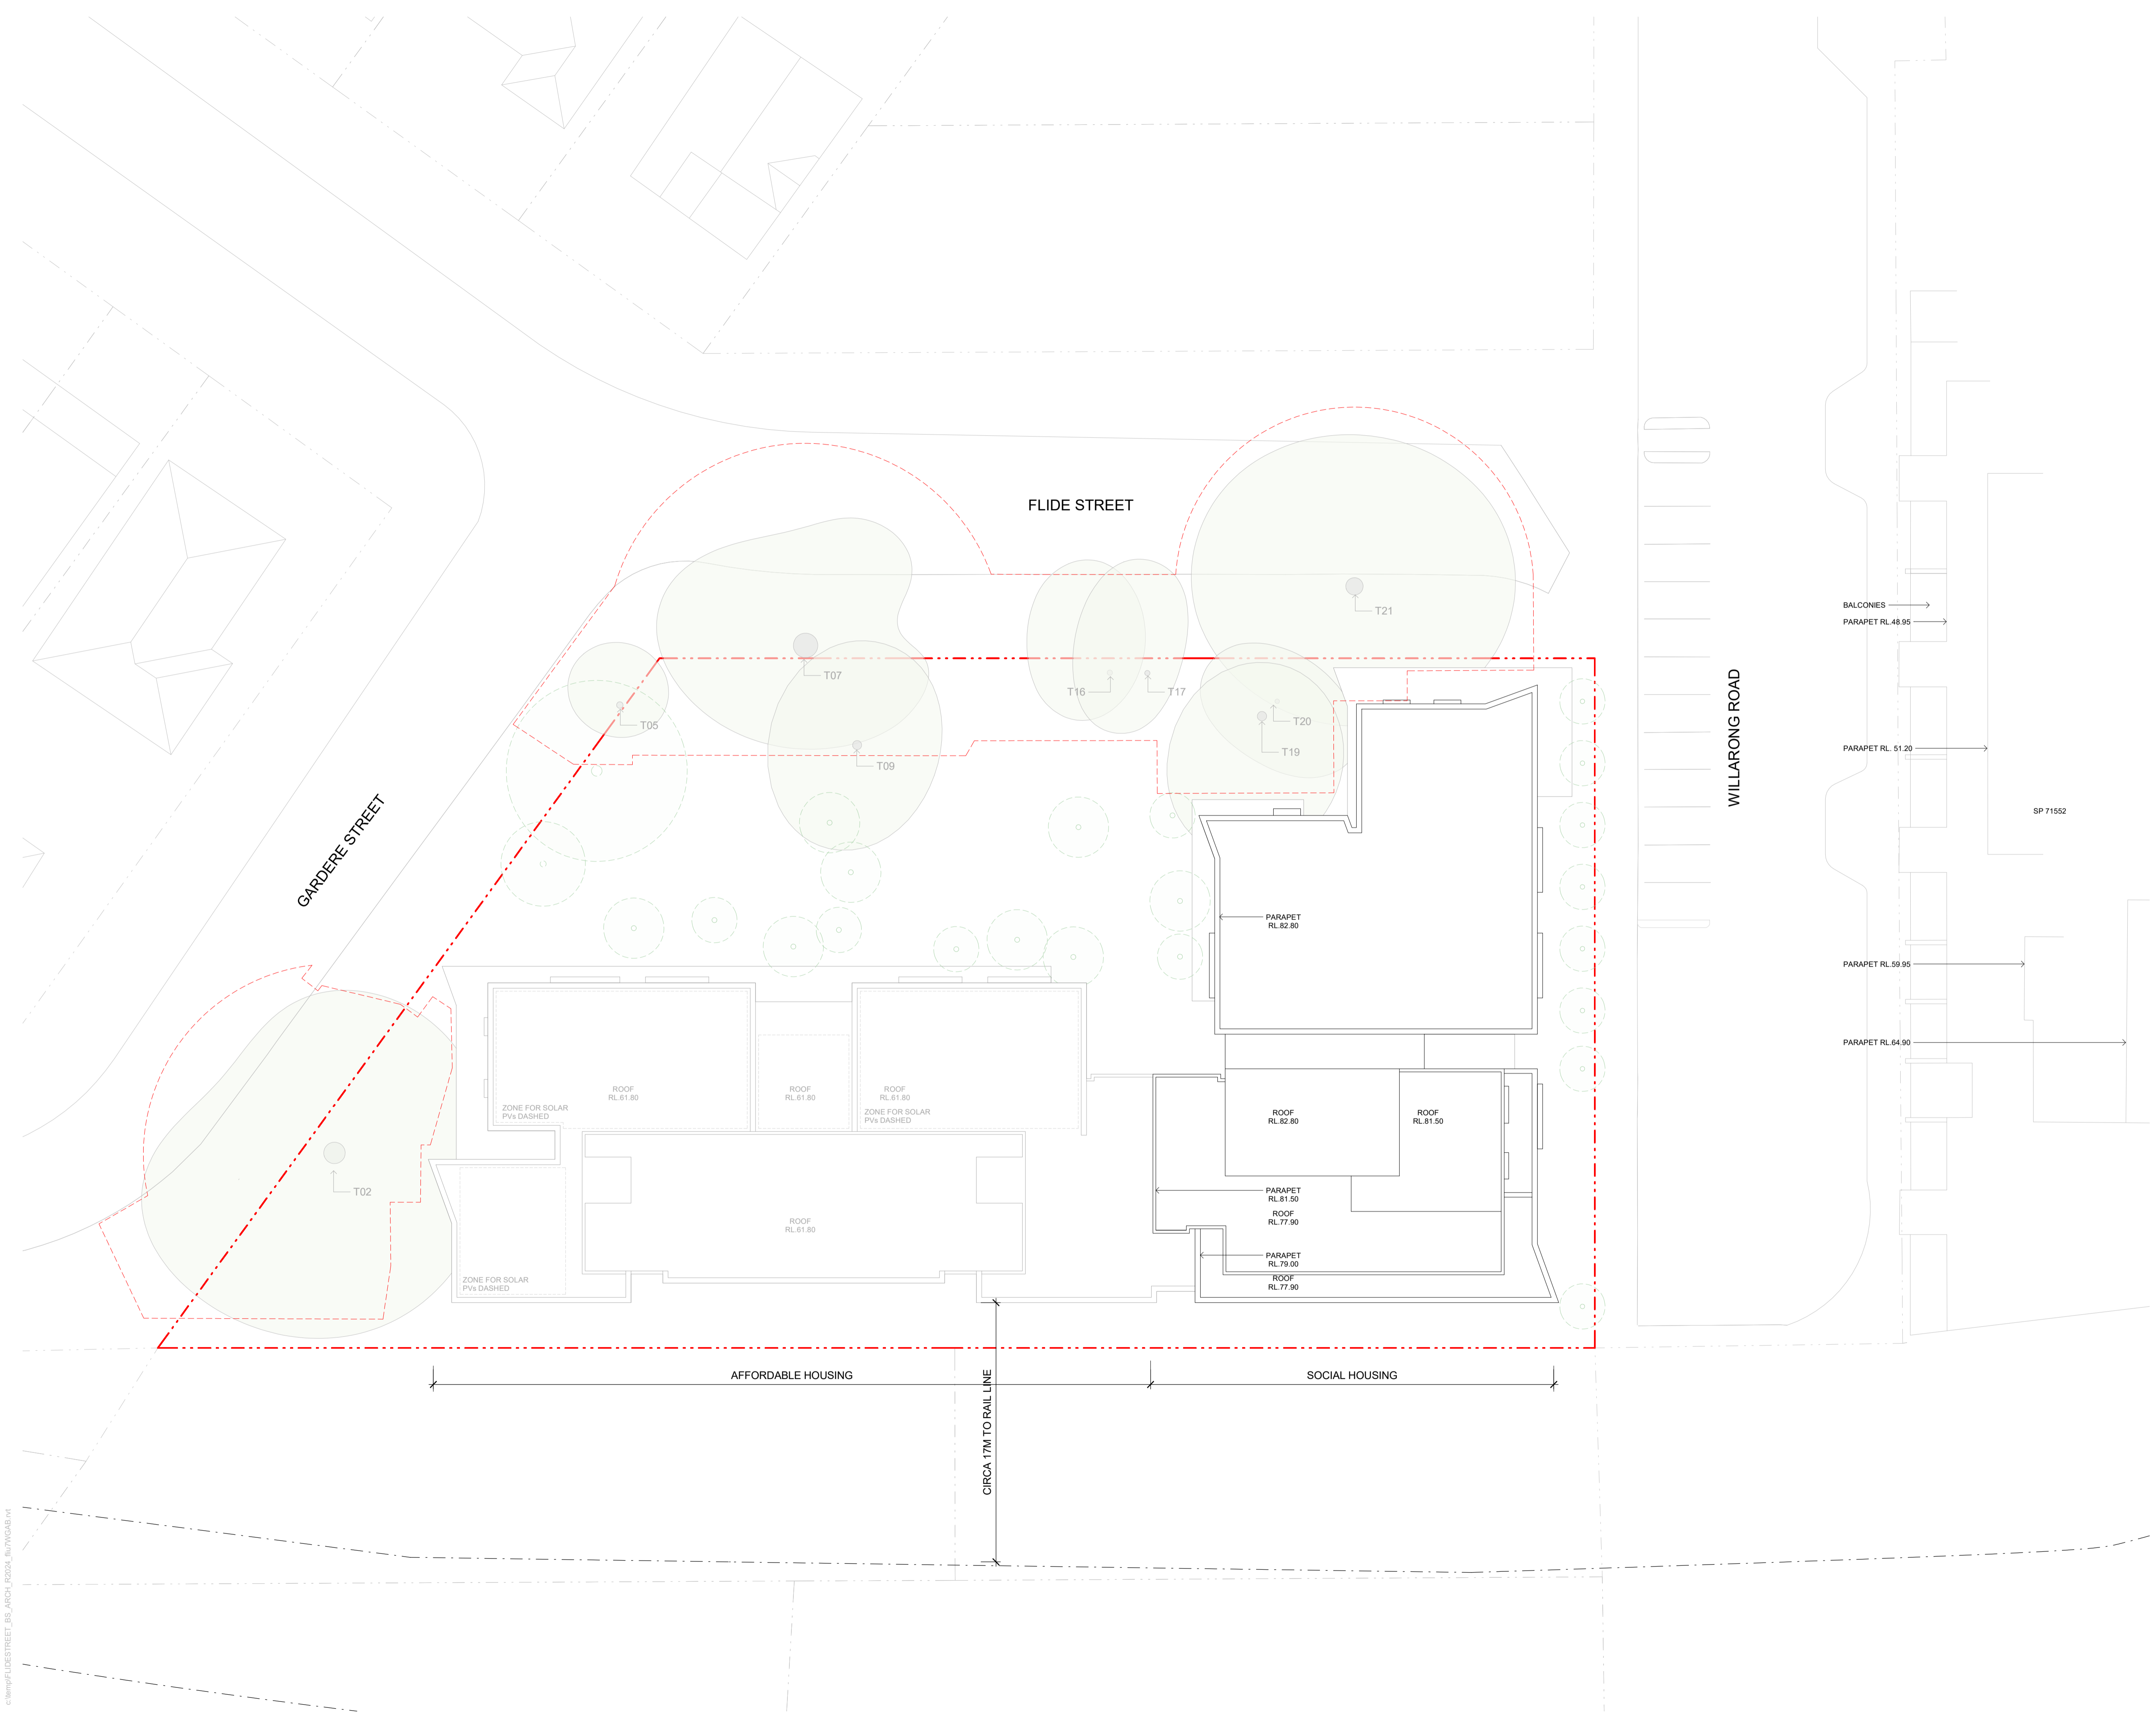 FLIDE STREET
T21
BALCONIES
PARAPET RL.48.95
T07
T16
T17
T05
T20
T19
T09
WILLARONG ROAD
PARAPET RL. 51.20
SP 71552
GARDERE STREET
PARAPET
RL.82.80
PARAPET RL.59.95
PARAPET RL.64.90
ROOF
RL.61.80
ROOF
RL.61.80
ROOF
RL.61.80
ZONE FOR SOLAR
PVs DASHED
ZONE FOR SOLAR
PVs DASHED
ROOF
RL.82.80
ROOF
RL.81.50
T02
PARAPET
RL.81.50
ROOF
RL.77.90
ROOF
RL.61.80
PARAPET
RL.79.00
ROOF
RL.77.90
ZONE FOR SOLAR
PVs DASHED
AFFORDABLE HOUSING
SOCIAL HOUSING
CIRCA 17M TO RAIL LINE